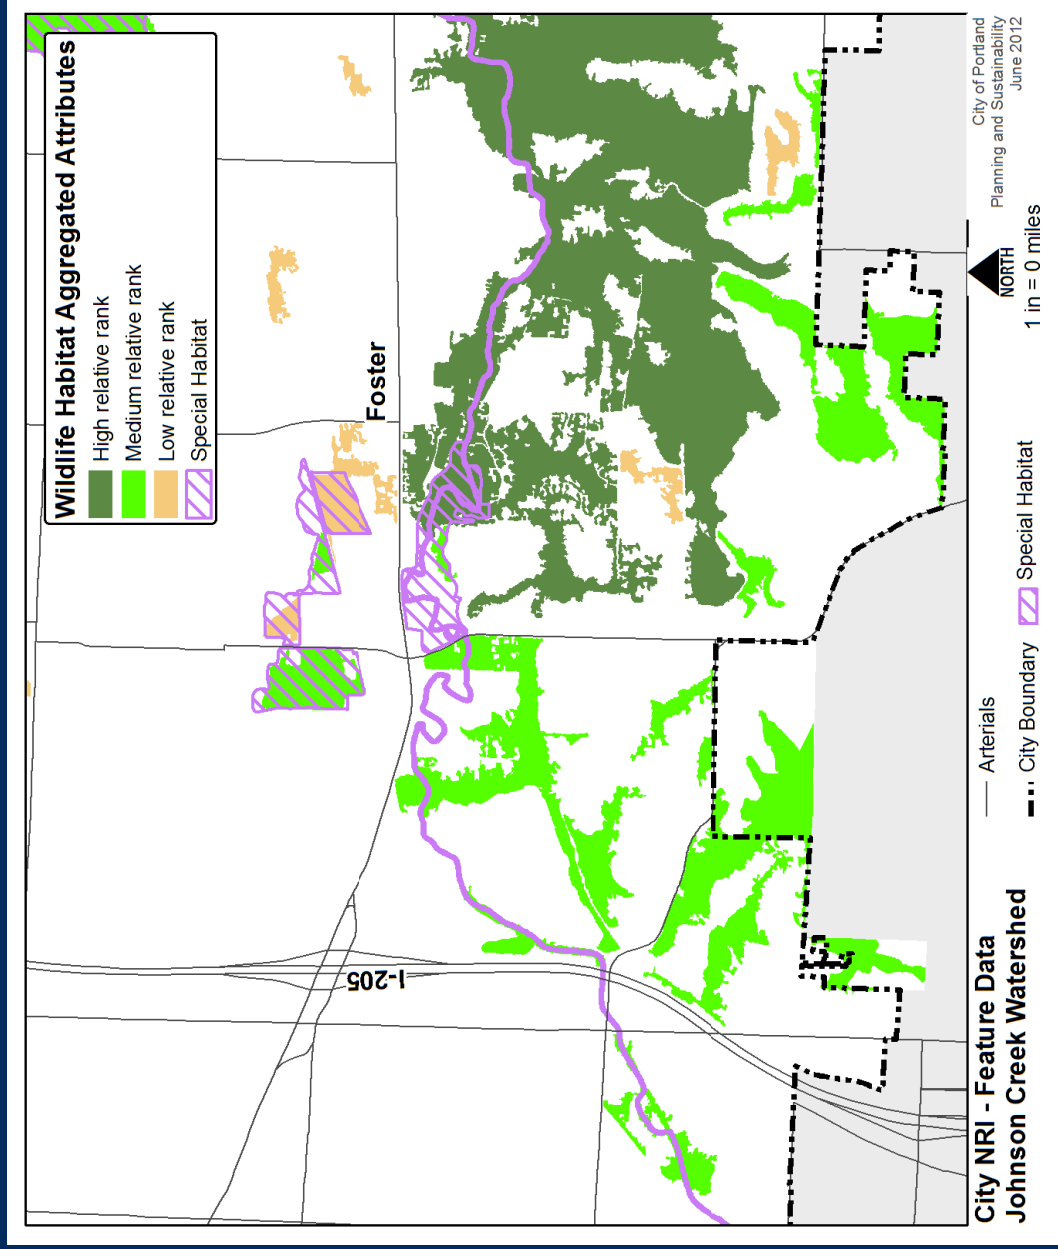 Wildlife Habitat Aggregated Attributes
High relative rank
Medium relative rank
Low relative rank
Special Habitat
Foster
I-205
City NRI - Feature Data
Johnson Creek Watershed
Arterials
City Boundary
Special Habitat
NORTH
1 in = 0 miles
City of Portland
Planning and Sustainability
June 2012